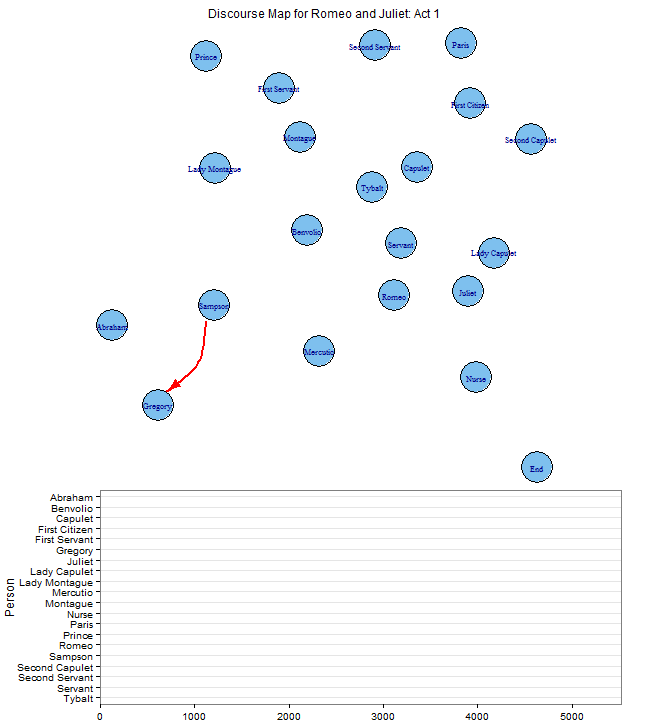 Discourse Map for Romeo and Juliet: Act 1
Prince
Second Servant
Paris
First Servant
First Citizen
Montague
Second Capulet
Lady Montague
Capulet
Tybalt
Benvolio
Servant
Lady Capulet
Romeo
Juliet
Sampson
Abraham
Mercutio
Nurse
Gregory
End
Person
Abraham
Benvolio
Capulet
First Citizen
First Servant
Gregory
Juliet
Lady Capulet
Lady Montague
Mercutio
Montague
Nurse
Paris
Prince
Romeo
Sampson
Second Capulet
Second Servant
Servant
Tybalt
0 1000 2000 3000 4000 5000